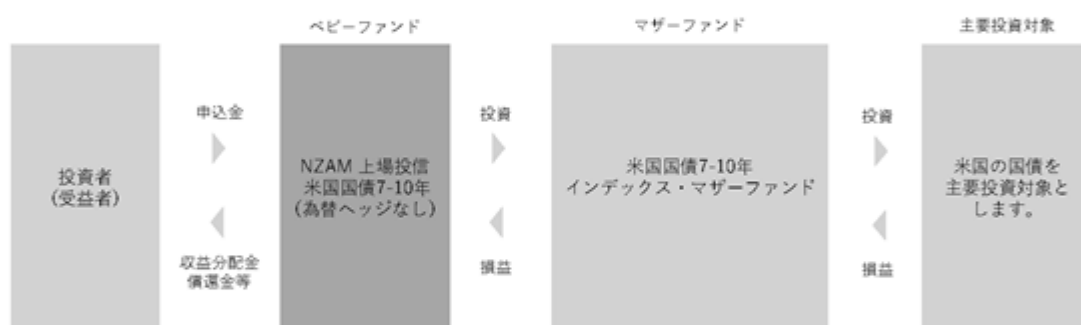 ベビーファンド
マザーファンド
主要投資対象
投資者
(受益者)
申込金
収益分配金
償還金等
NZAM 上場投信
米国国債7-10年
(為替ヘッジなし)
投資
損益
米国国債7-10年
インデックス・マザーファンド
投資
損益
米国の国債を
主要投資対象と
します。